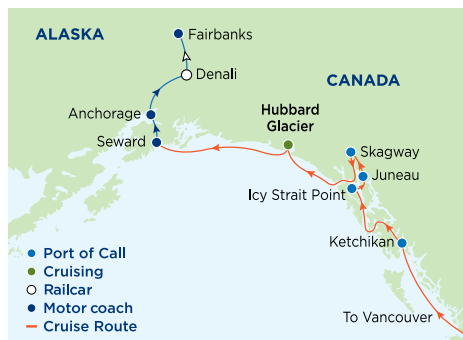 ALASKA
Fairbanks
Denali
CANADA
Anchorage
Hubbard
Glacier
Seward
Skagway
Juneau
Icy Strait Point
Ketchikan
Port of Call
Cruising
Railcar
Motor coach
Cruise Route
To Vancouver